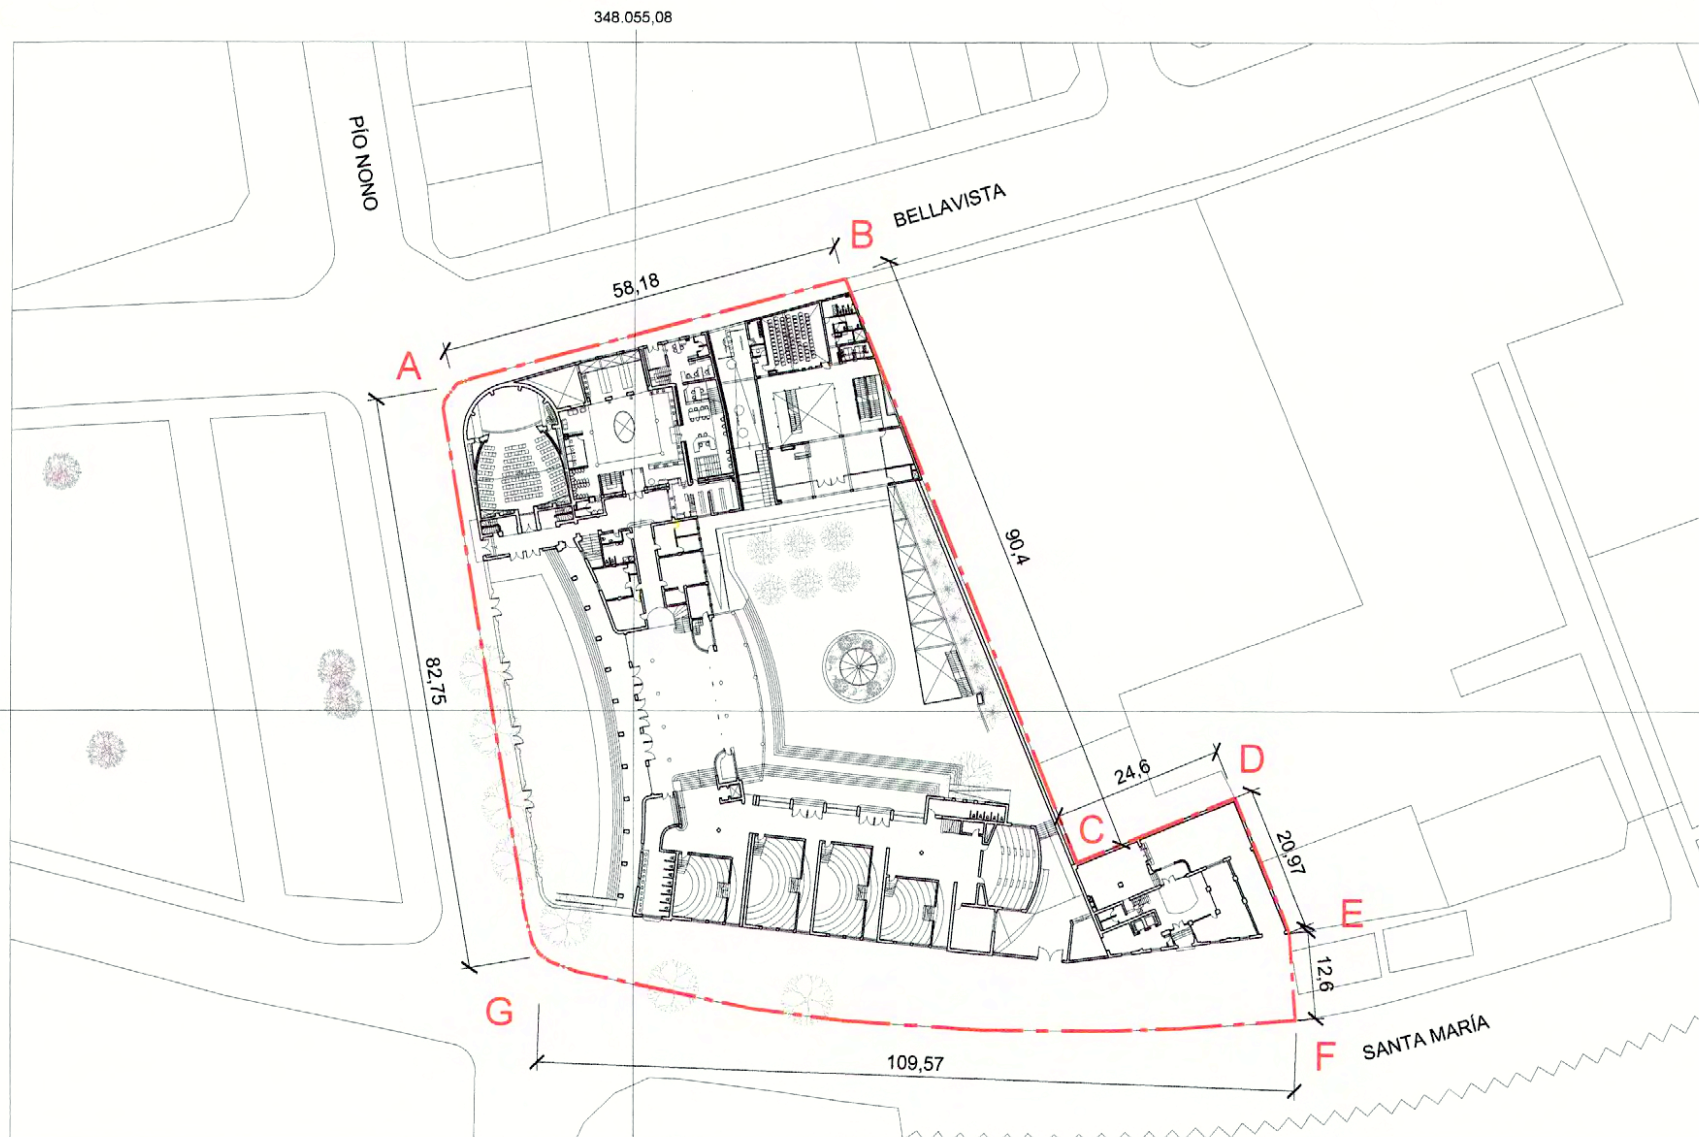 348.055,08
PÍO NONO
BELLAVISTA
B
58,18
A
90,4
82,75
24,6
D
C
20,97
E
12,6
G
F
SANTA MARÍA
109,57